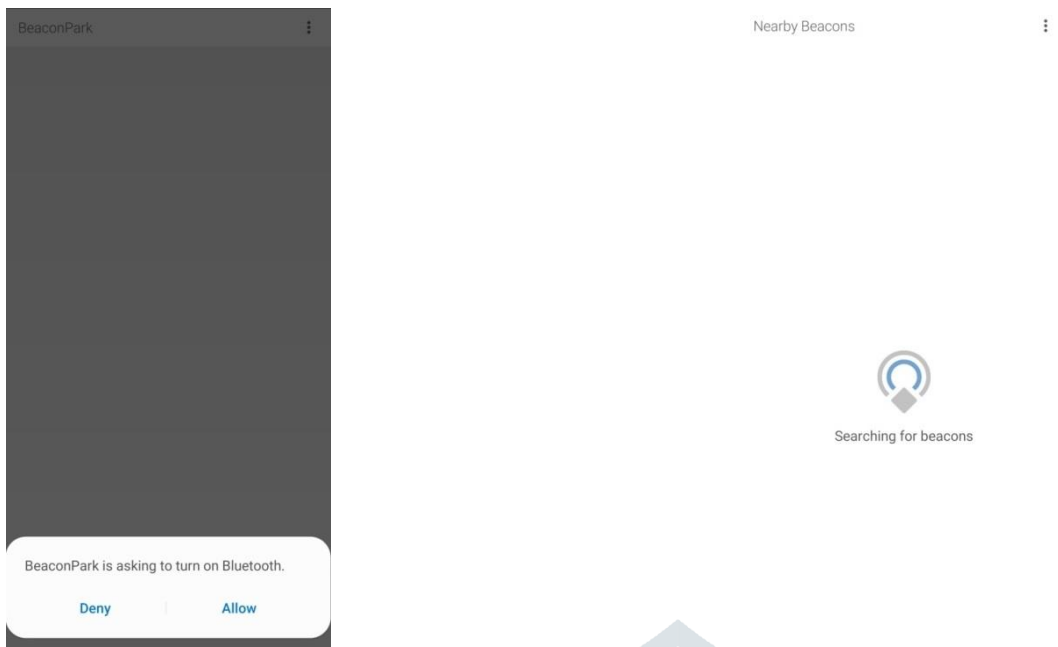 BeaconPark
BeaconPark is asking to turn on Bluetooth.
Deny
Allow
Nearby Beacons
Searching for beacons